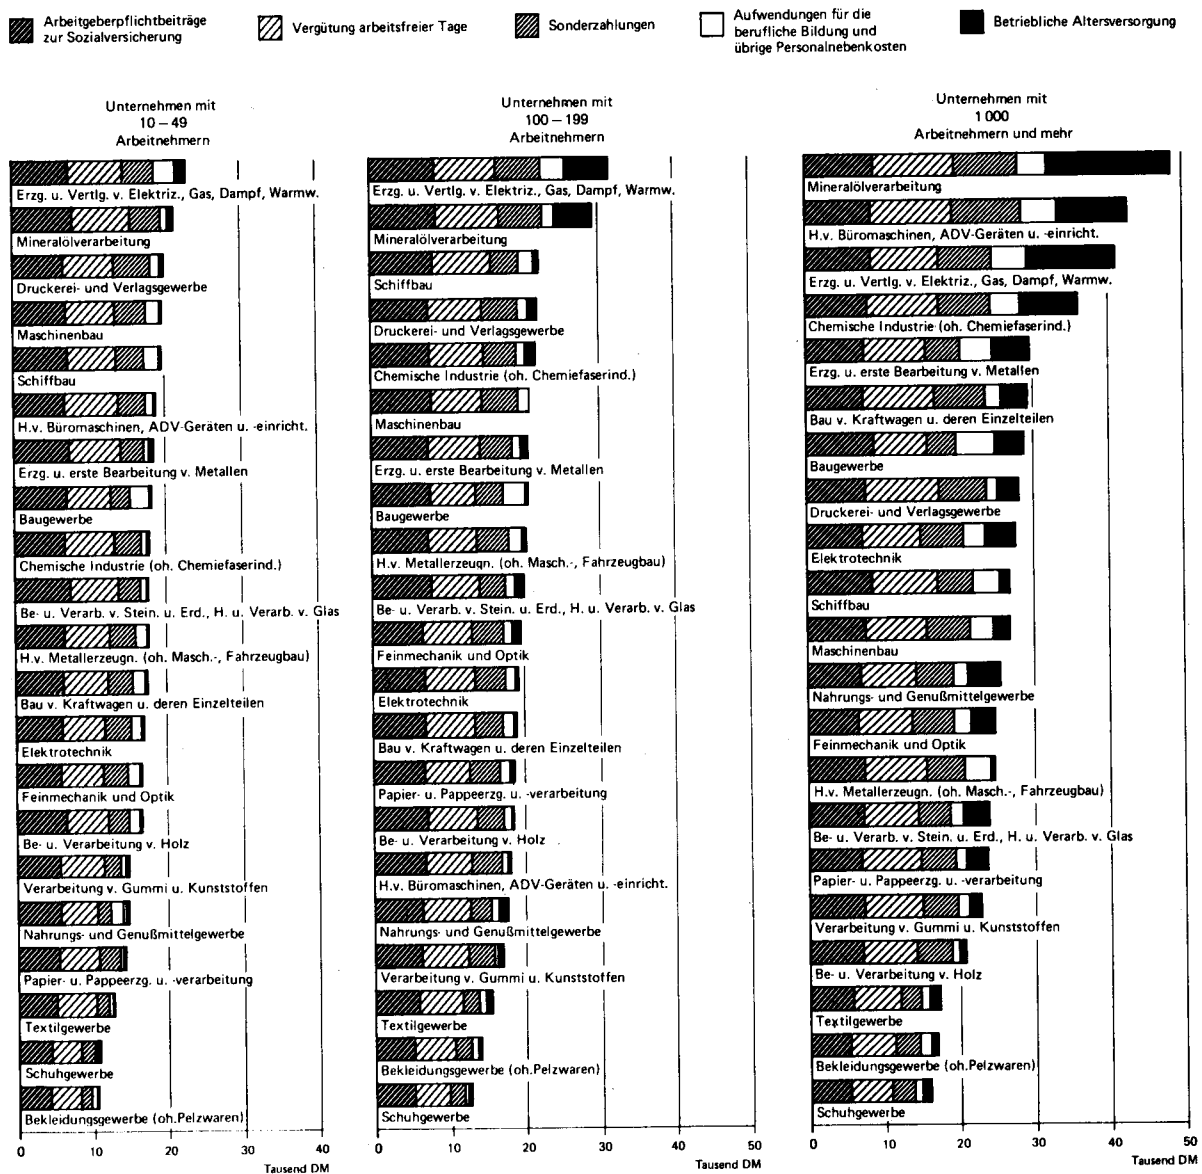 Arbeitgeberpflichtbeiträge
zur Sozialversicherung
Vergütung arbeitsfreier Tage
Sonderzahlungen
Aufwendungen für die
berufliche Bildung und
übrige Personalnebenkosten
Betriebliche Altersversorgung
Unternehmen mit
10 – 49
Arbeitnehmern
Erzg. u. Vertlg. v. Elektriz., Gas, Dampf, Warmw.
Mineralölverarbeitung
Druckerei- und Verlagsgewerbe
Maschinenbau
Schiffbau
H.v. Büromaschinen, ADV-Geräten u. -einricht.
Erzg. u. erste Bearbeitung v. Metallen
Baugewerbe
Chemische Industrie (oh. Chemiefaserind.)
Be- u. Verarb. v. Stein. u. Erd., H. u. Verarb. v. Glas
H.v. Metallerzeugn. (oh. Masch.-, Fahrzeugbau)
Bau v. Kraftwagen u. deren Einzelteilen
Elektrotechnik
Feinmechanik und Optik
Be- u. Verarbeitung v. Holz
Verarbeitung v. Gummi u. Kunststoffen
Nahrungs- und Genußmittelgewerbe
Papier- u. Pappeerzg. u. -verarbeitung
Textilgewerbe
Schuhgewerbe
Bekleidungsgewerbe (oh.Pelzwaren)
0 10 20 30 40
Tausend DM
Unternehmen mit
100 – 199
Arbeitnehmern
Erzg. u. Vertlg. v. Elektriz., Gas, Dampf, Warmw.
Mineralölverarbeitung
Schiffbau
Druckerei- und Verlagsgewerbe
Chemische Industrie (oh. Chemiefaserind.)
Maschinenbau
Erzg. u. erste Bearbeitung v. Metallen
Baugewerbe
H.v. Metallerzeugn. (oh. Masch.-, Fahrzeugbau)
Be- u. Verarb. v. Stein. u. Erd., H. u. Verarb. v. Glas
Feinmechanik und Optik
Elektrotechnik
Bau v. Kraftwagen u. deren Einzelteilen
Papier- u. Pappeerzg. u. -verarbeitung
Be- u. Verarbeitung v. Holz
H.v. Büromaschinen, ADV-Geräten u. -einricht.
Nahrungs- und Genußmittelgewerbe
Verarbeitung v. Gummi u. Kunststoffen
Textilgewerbe
Bekleidungsgewerbe (oh.Pelzwaren)
Schuhgewerbe
0 10 20 30 40 50
Tausend DM
Unternehmen mit
1 000
Arbeitnehmern und mehr
Mineralölverarbeitung
H.v. Büromaschinen, ADV-Geräten u. -einricht.
Erzg. u. Vertlg. v. Elektriz., Gas, Dampf, Warmw.
Chemische Industrie (oh. Chemiefaserind.)
Erzg. u. erste Bearbeitung v. Metallen
Bau v. Kraftwagen u. deren Einzelteilen
Baugewerbe
Druckerei- und Verlagsgewerbe
Elektrotechnik
Schiffbau
Maschinenbau
Nahrungs- und Genußmittelgewerbe
Feinmechanik und Optik
H.v. Metallerzeugn. (oh. Masch.-, Fahrzeugbau)
Be- u. Verarb. v. Stein. u. Erd., H. u. Verarb. v. Glas
Papier- u. Pappeerzg. u. -verarbeitung
Verarbeitung v. Gummi u. Kunststoffen
Be- u. Verarbeitung v. Holz
Textilgewerbe
Bekleidungsgewerbe (oh. Pelzwaren)
Schuhgewerbe
0 10 20 30 40 50
Tausend DM